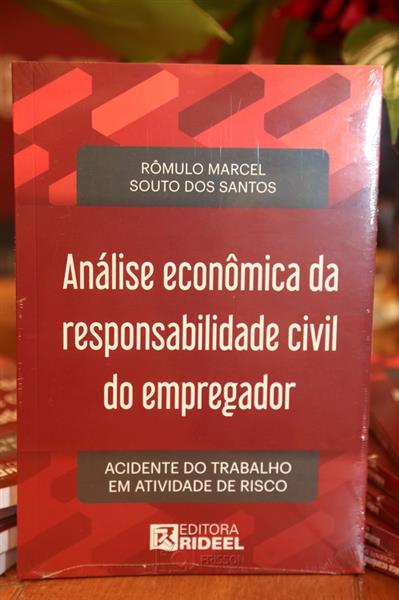 RÔMULO MARCEL
SOUTO DOS SANTOS
Análise econômica da
responsabilidade civil
do empregador
ACIDENTE DO TRABALHO
EM ATIVIDADE DE RISCO
EDITORA
RIDEEL
FRISSON